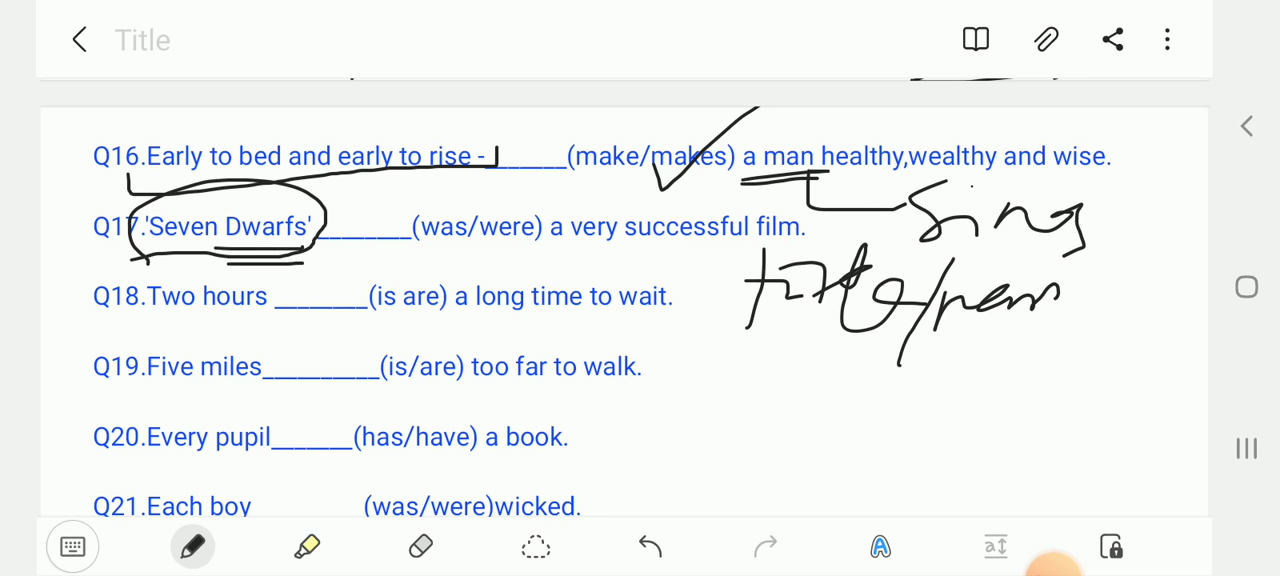 Title
Q16.Early to bed and early to rise -______(make/makes) a man healthy,wealthy and wise.
Q17.'Seven Dwarfs'________(was/were) a very successful film.
Sing
Q18.Two hours _______(is are) a long time to wait.
Q19.Five miles_________(is/are) too far to walk.
Q20.Every pupil______(has/have) a book.
Q21.Each boy (was/were)wicked.